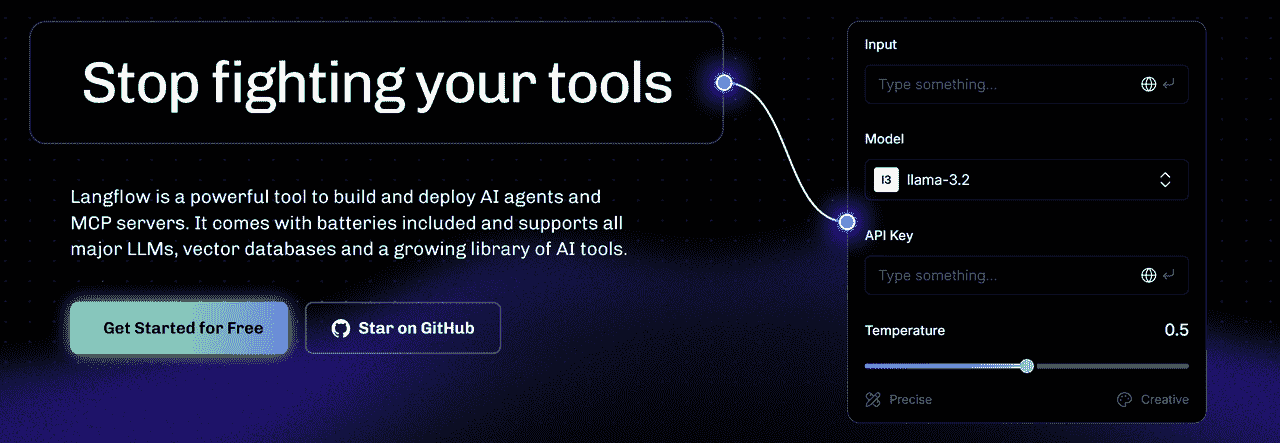 Stop fighting your tools
Langflow is a powerful tool to build and deploy AI agents and
MCP servers. It comes with batteries included and supports all
major LLMs, vector databases and a growing library of AI tools.
Get Started for Free
Star on GitHub
Input
Type something...
Model
l3 llama-3.2
API Key
Type something...
Temperature 0.5
Precise Creative